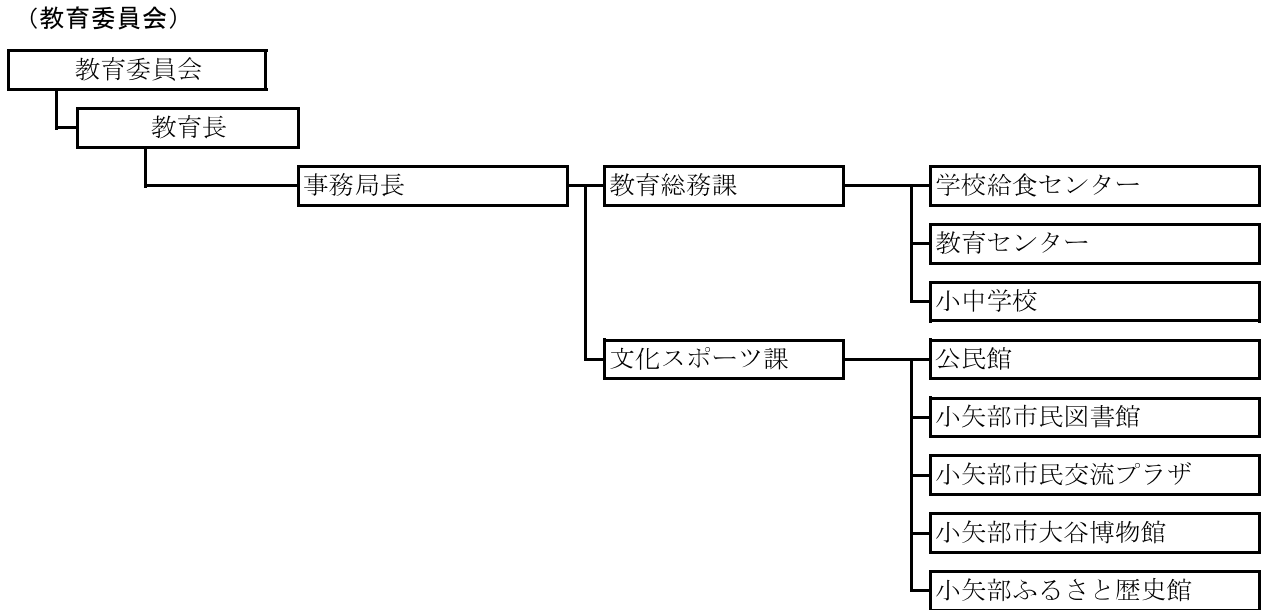 （教育委員会）
教育委員会
教育長
事務局長
教育総務課
学校給食センター
教育センター
小中学校
文化スポーツ課
公民館
小矢部市民図書館
小矢部市民交流プラザ
小矢部市大谷博物館
小矢部ふるさと歴史館